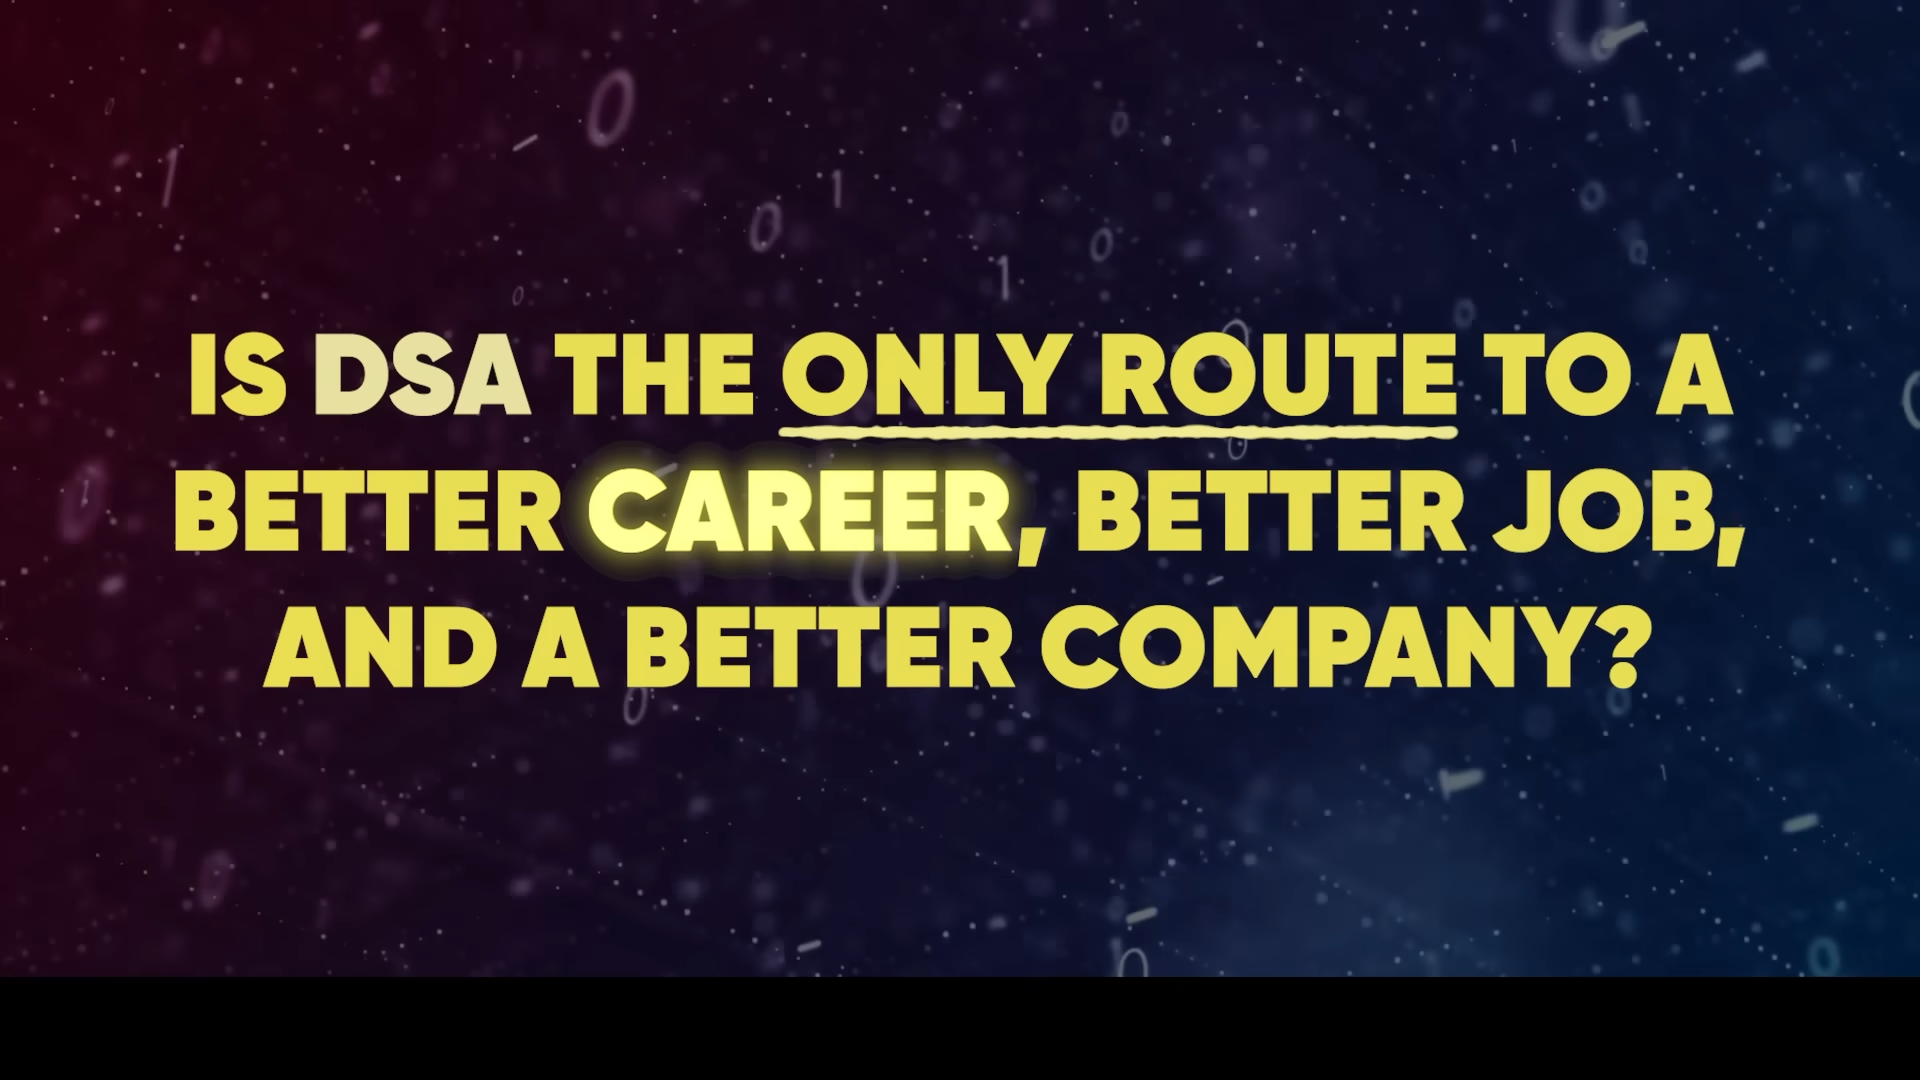 IS DSA THE ONLY ROUTE TO A
BETTER CAREER, BETTER JOB,
AND A BETTER COMPANY?